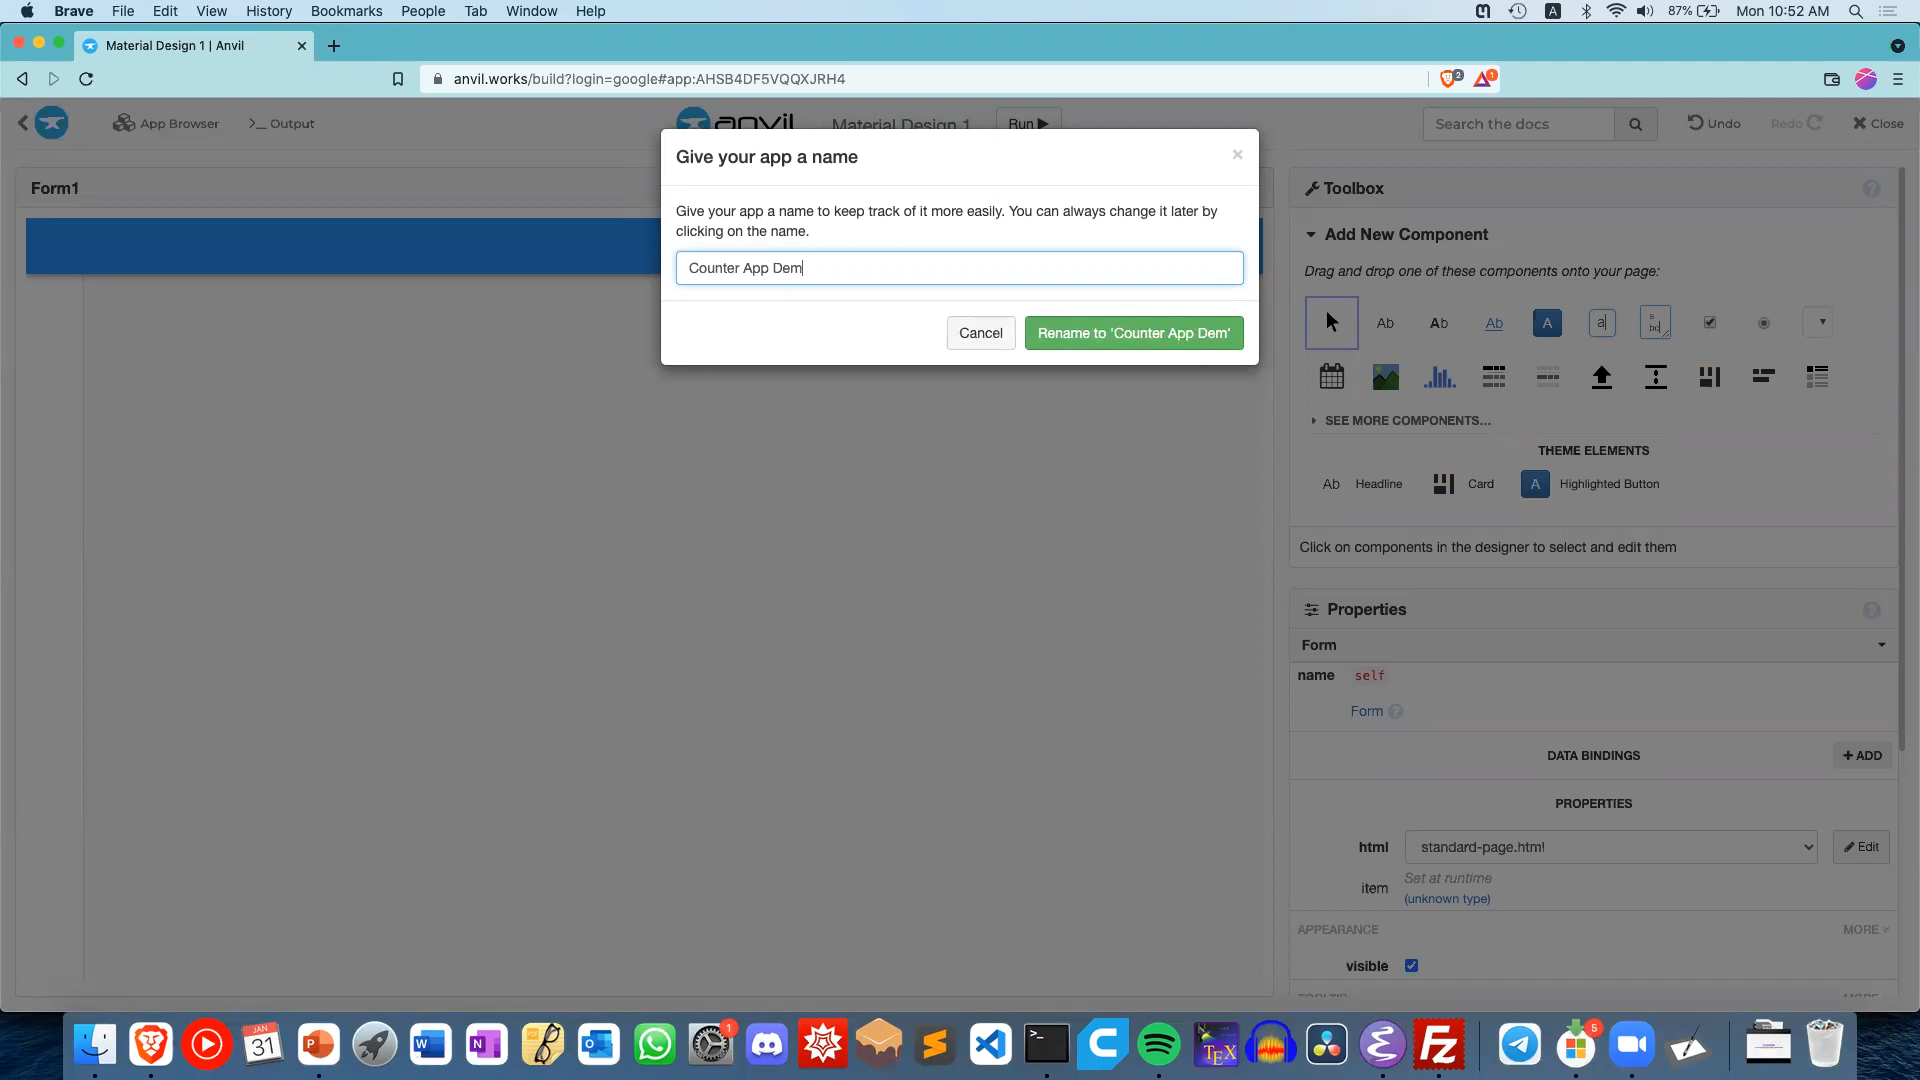 Brave File Edit View History Bookmarks People Tab Window Help
A 87% Mon 10:52 AM
Material Design 1 | Anvil
anvil.works/build?login=google#app:AHSB4DF5VQQXJRH4
2 1
App Browser >_ Output
anvil Material Design 1 Run
Search the docs
Undo Redo Close
Form1
Give your app a name
Give your app a name to keep track of it more easily. You can always change it later by
clicking on the name.
Counter App Dem
Cancel Rename to 'Counter App Dem'
Toolbox
Add New Component
Drag and drop one of these components onto your page:
Ab Ab Ab A a
SEE MORE COMPONENTS...
THEME ELEMENTS
Ab Headline Card A Highlighted Button
Click on components in the designer to select and edit them
Properties
Form
name self
Form
DATA BINDINGS + ADD
PROPERTIES
html standard-page.html Edit
item Set at runtime
(unknown type)
APPEARANCE MORE
visible
JAN
31
1
5